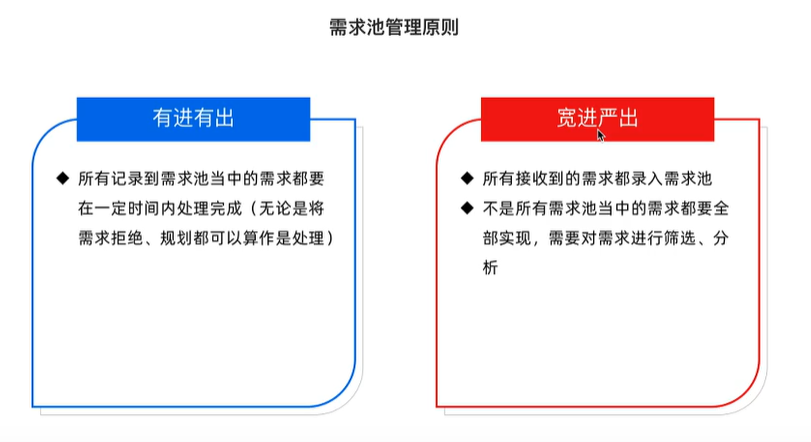 需求池管理原则
有进有出
◆ 所有记录到需求池当中的需求都要
在一定时间内处理完成（无论是将
需求拒绝、规划都可以算作是处理）
宽进严出
◆ 所有接收到的需求都录入需求池
◆ 不是所有需求池当中的需求都要全
部实现，需要对需求进行筛选、分
析